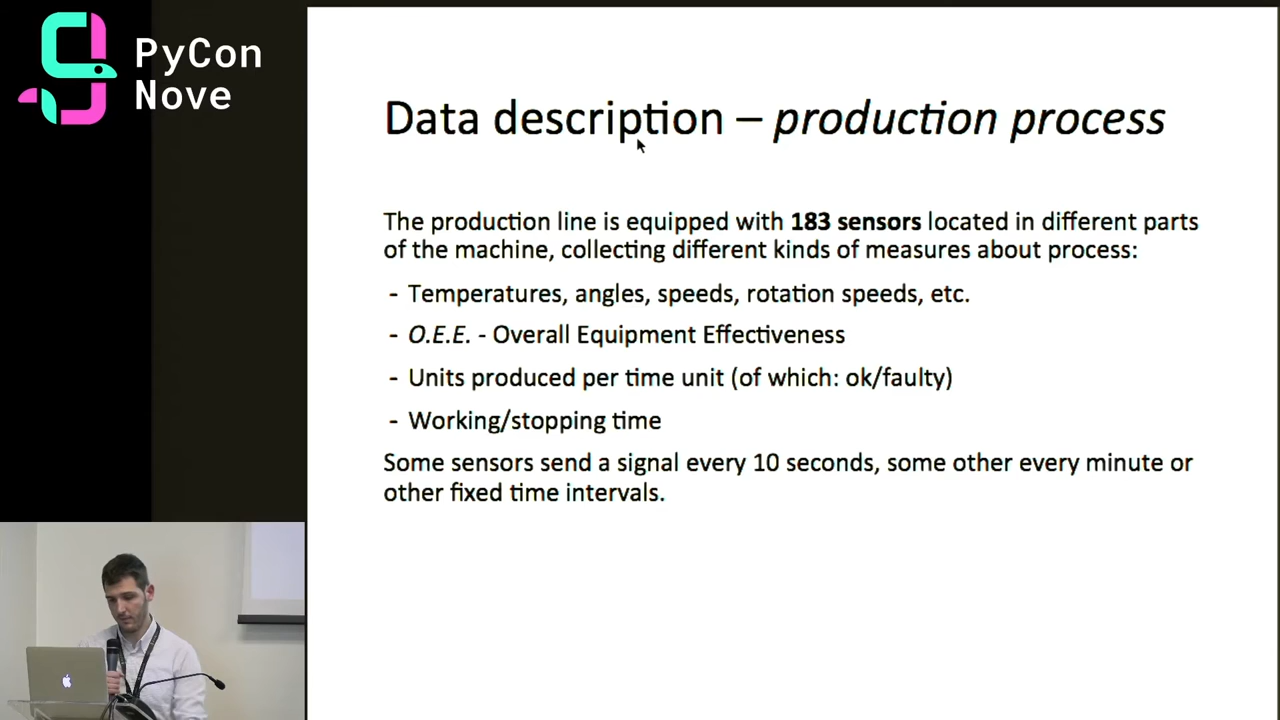 PyCon
Nove
Data description – production process
The production line is equipped with 183 sensors located in different parts
of the machine, collecting different kinds of measures about process:
- Temperatures, angles, speeds, rotation speeds, etc.
- O.E.E. - Overall Equipment Effectiveness
- Units produced per time unit (of which: ok/faulty)
- Working/stopping time
Some sensors send a signal every 10 seconds, some other every minute or
other fixed time intervals.